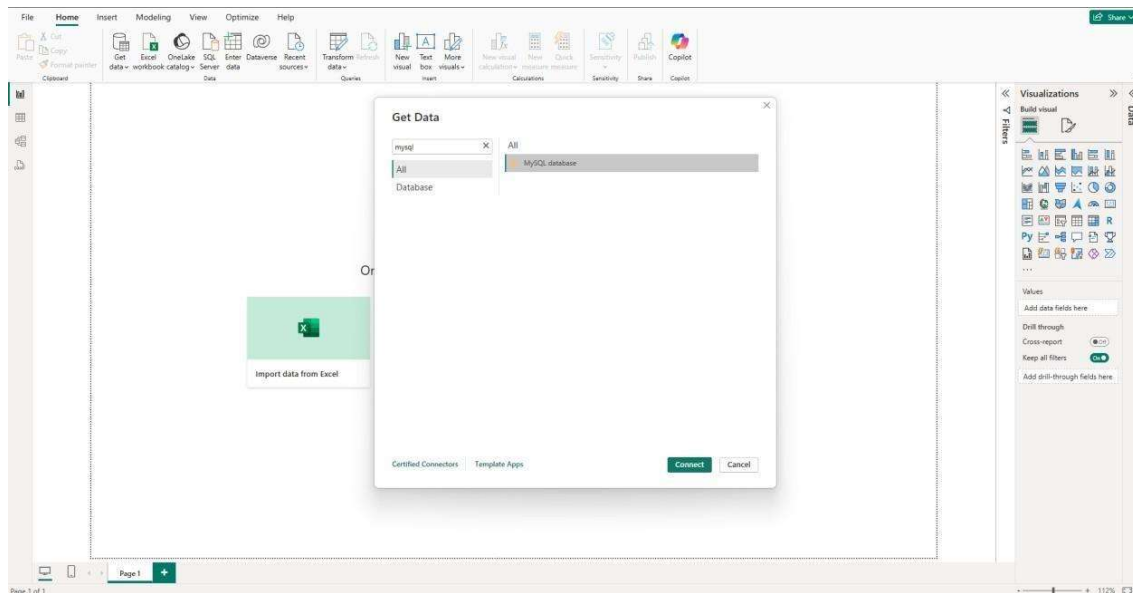 File Home Insert Modeling View Optimize Help
Share
Paste
Cut
Copy
Format painter
Clipboard
Get data
Excel workbook
OneLake catalog
SQL Server
Enter data
Dataverse
Recent sources
Data
Transform data
Refresh
Queries
New visual
Text box
More visuals
Insert
New visual calculation
New measure
Quick measure
Calculations
Sensitivity
Sensitivity
Publish
Share
Copilot
Copilot
Get Data
mysql
All
Database
All
MySQL database
Certified Connectors
Template Apps
Connect
Cancel
Or
Import data from Excel
Filters
Visualizations
Data
Build visual
R
Py
...
Values
Add data fields here
Drill through
Cross-report
Off
Keep all filters
On
Add drill-through fields here
Page 1
Page 1 of 1
112%